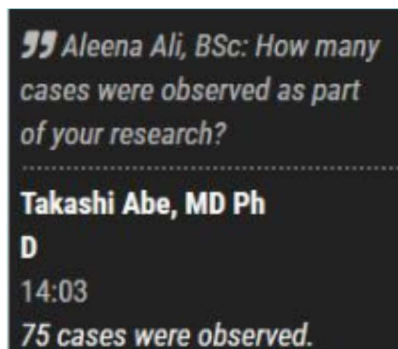 ❞ Aleena Ali, BSc: How many
cases were observed as part
of your research?
Takashi Abe, MD Ph
D
14:03
75 cases were observed.